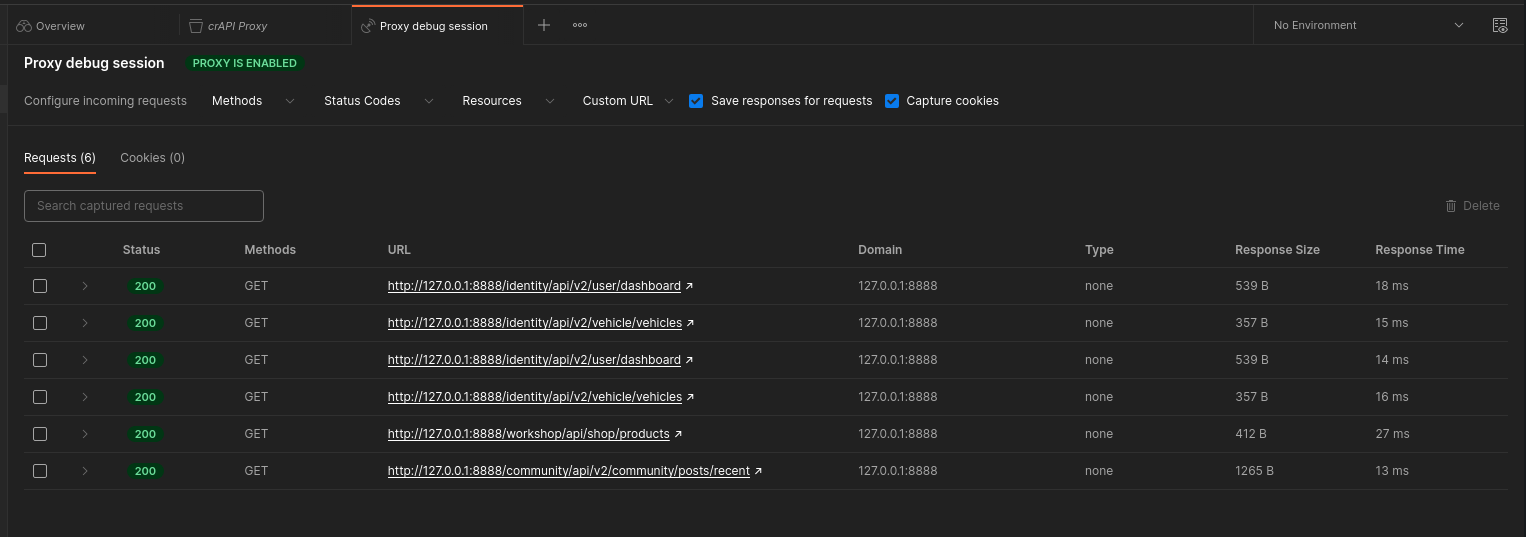 Overview crAPI Proxy Proxy debug session No Environment
Proxy debug session PROXY IS ENABLED
Configure incoming requests Methods Status Codes Resources Custom URL Save responses for requests Capture cookies
Requests (6) Cookies (0)
Search captured requests Delete
Status Methods URL Domain Type Response Size Response Time
200 GET http://127.0.0.1:8888/identity/api/v2/user/dashboard 127.0.0.1:8888 none 539 B 18 ms
200 GET http://127.0.0.1:8888/identity/api/v2/vehicle/vehicles 127.0.0.1:8888 none 357 B 15 ms
200 GET http://127.0.0.1:8888/identity/api/v2/user/dashboard 127.0.0.1:8888 none 539 B 14 ms
200 GET http://127.0.0.1:8888/identity/api/v2/vehicle/vehicles 127.0.0.1:8888 none 357 B 16 ms
200 GET http://127.0.0.1:8888/workshop/api/shop/products 127.0.0.1:8888 none 412 B 27 ms
200 GET http://127.0.0.1:8888/community/api/v2/community/posts/recent 127.0.0.1:8888 none 1265 B 13 ms